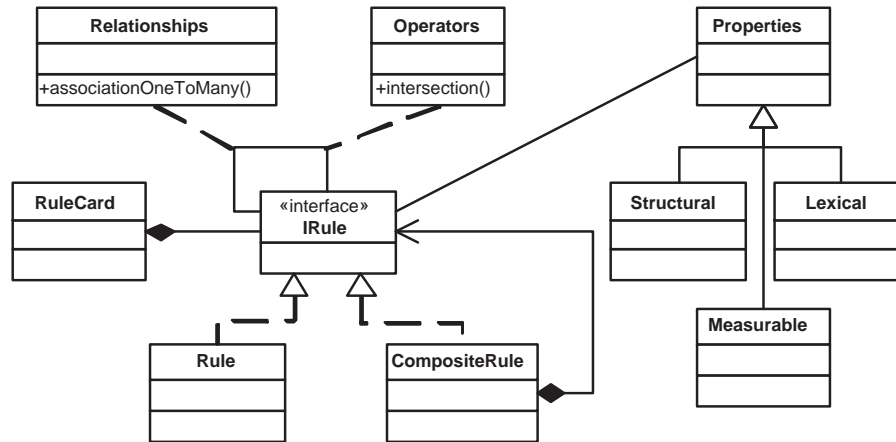 Relationships
Operators
Properties
+associationOneToMany()
+intersection()
RuleCard
«interface»
IRule
Structural
Lexical
Measurable
Rule
CompositeRule